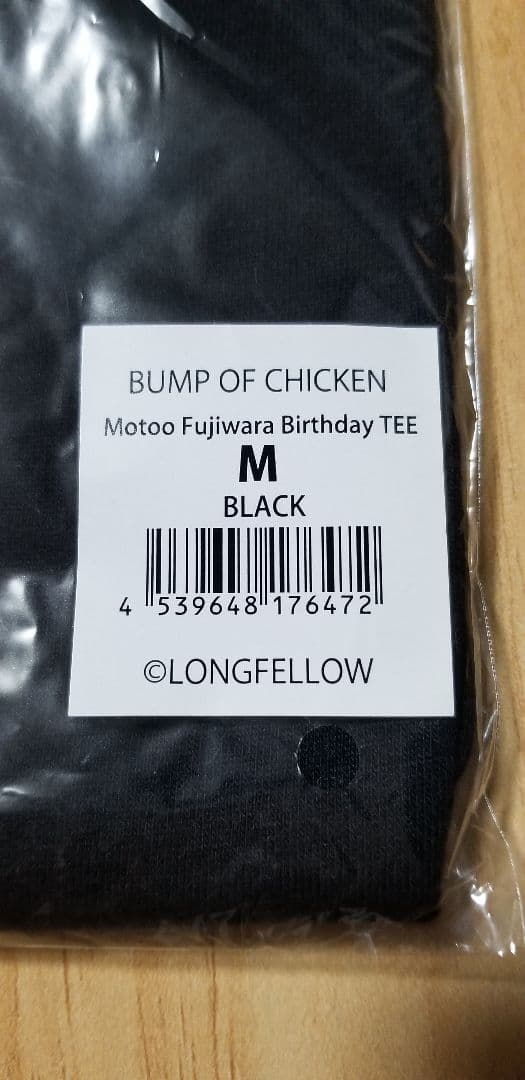 BUMP OF CHICKEN
Motoo Fujiwara Birthday TEE
M
BLACK
4 539648 176472
©LONGFELLOW